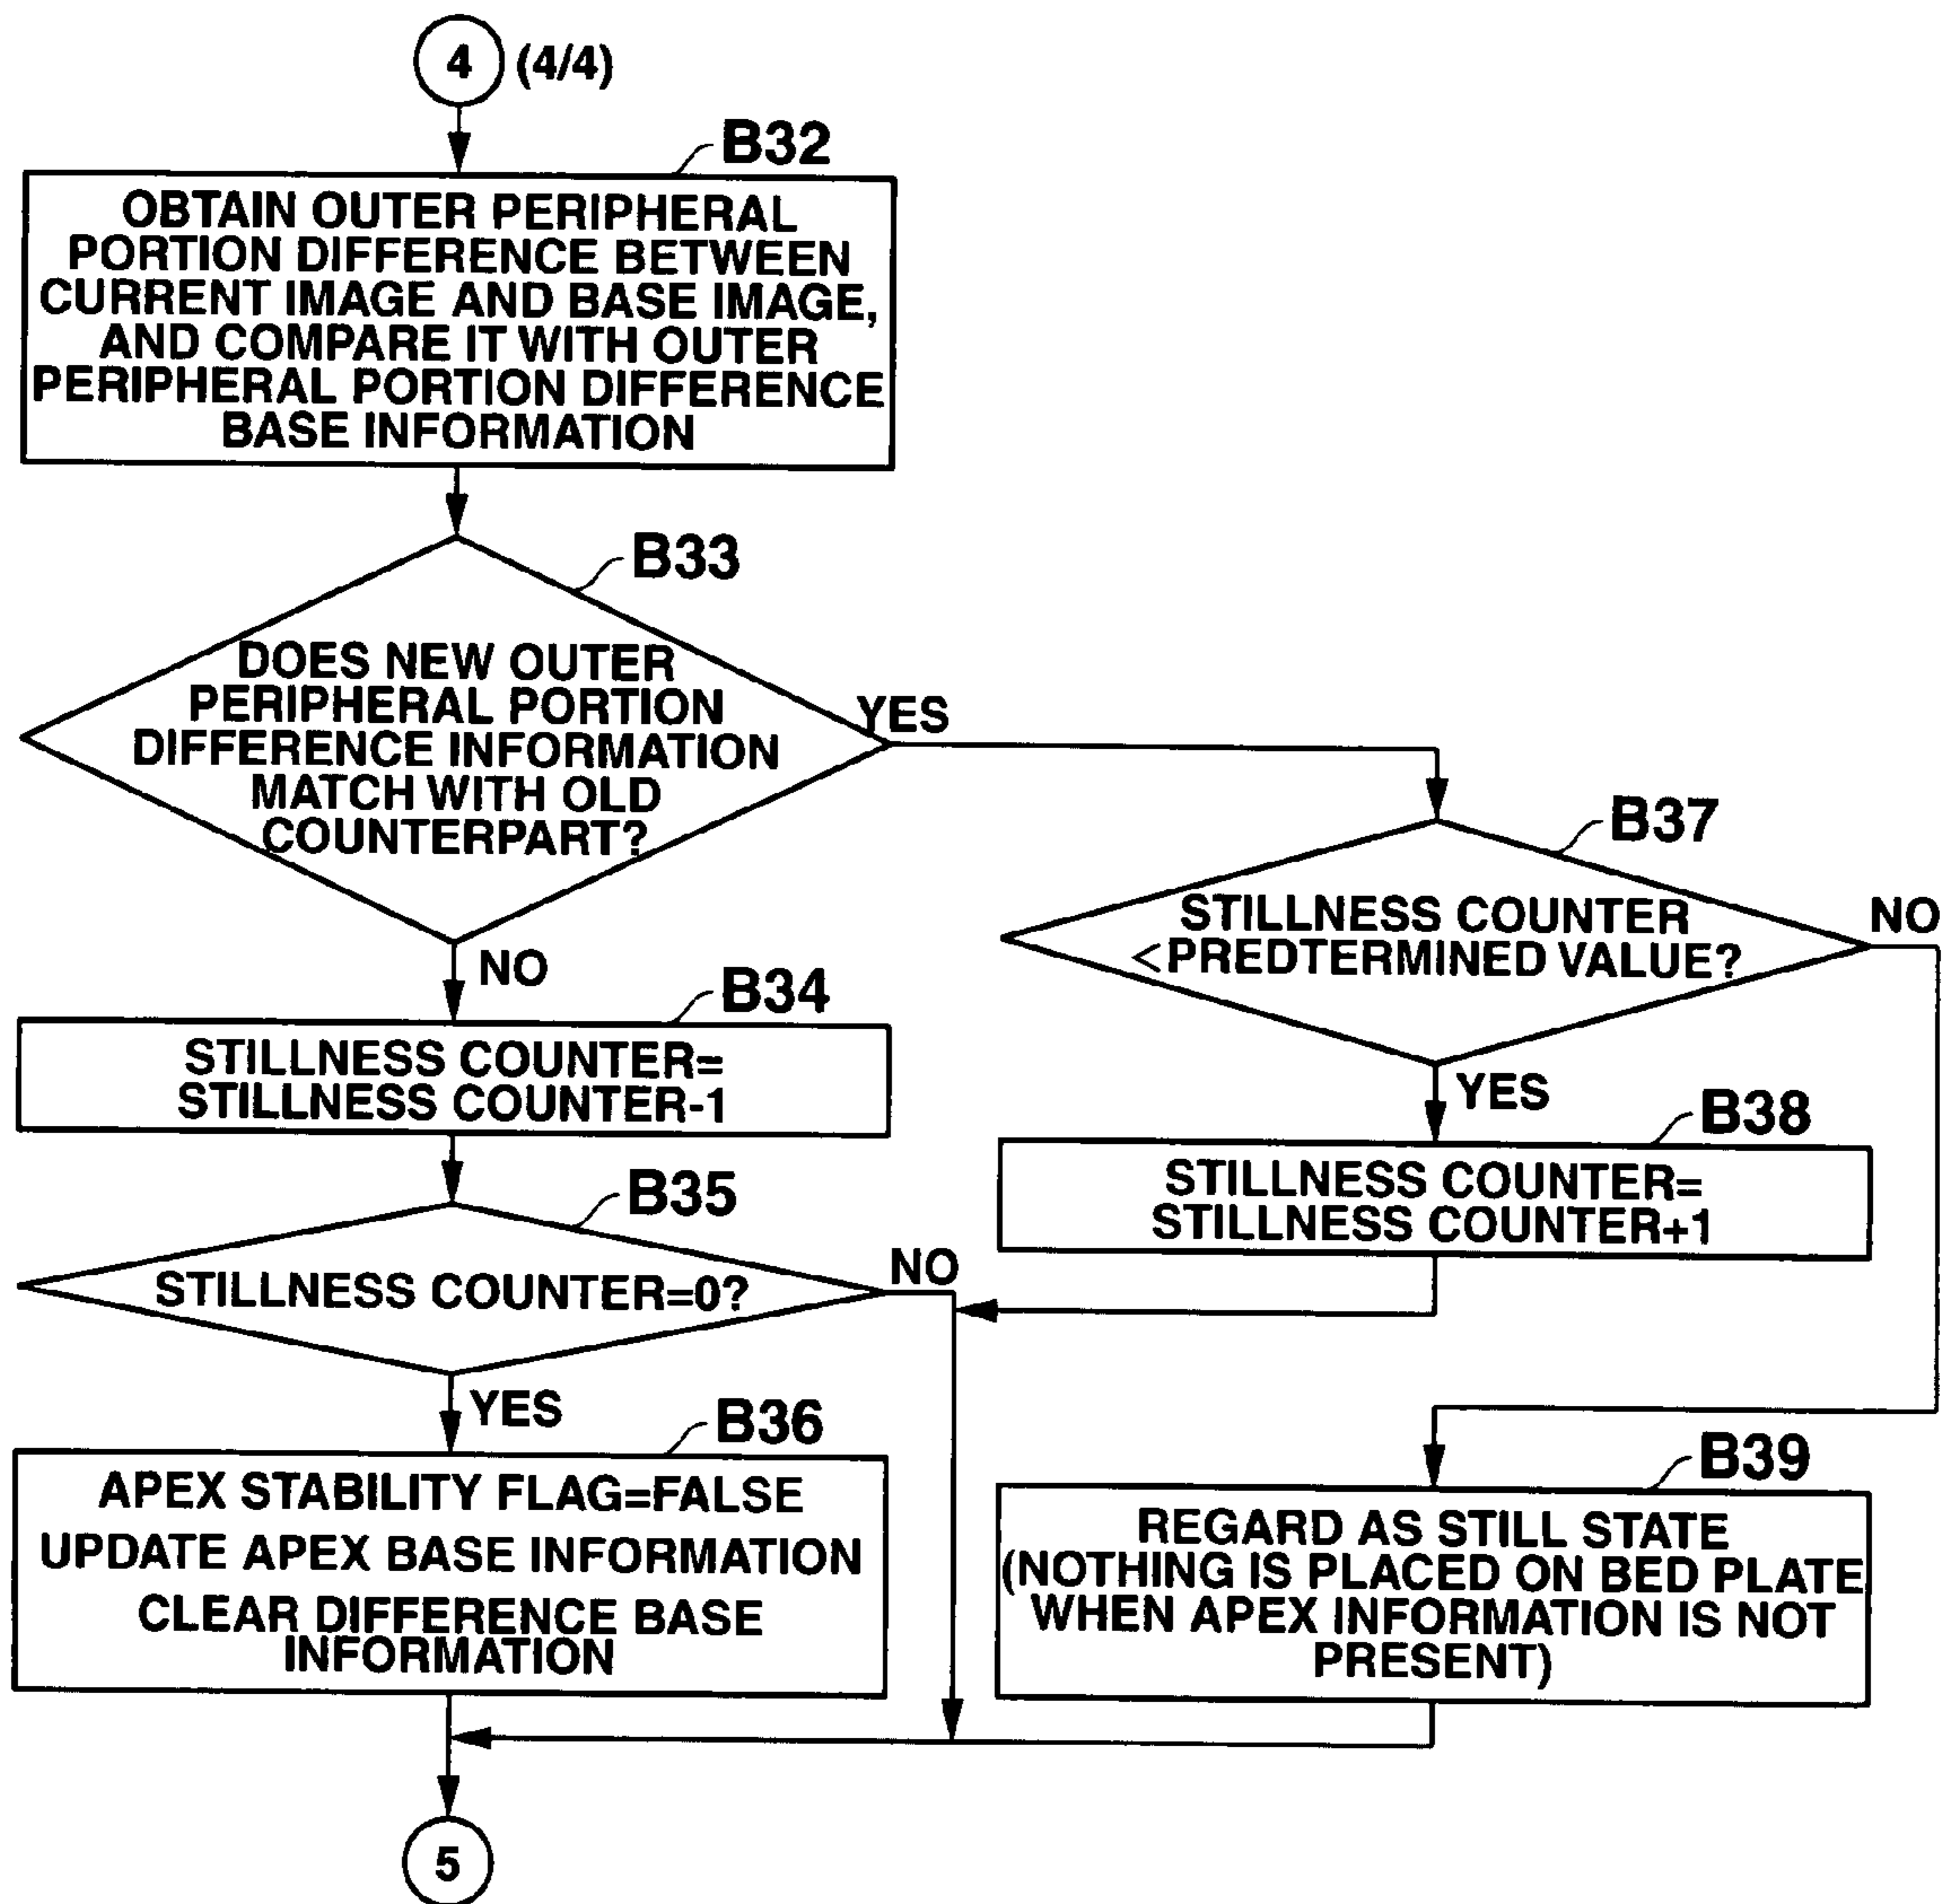 4 (4/4)
B32
OBTAIN OUTER PERIPHERAL
PORTION DIFFERENCE BETWEEN
CURRENT IMAGE AND BASE IMAGE,
AND COMPARE IT WITH OUTER
PERIPHERAL PORTION DIFFERENCE
BASE INFORMATION
B33
DOES NEW OUTER
PERIPHERAL PORTION
DIFFERENCE INFORMATION
MATCH WITH OLD
COUNTERPART?
YES
NO
B34
STILLNESS COUNTER=
STILLNESS COUNTER-1
B35
STILLNESS COUNTER=0?
NO
YES
B36
APEX STABILITY FLAG=FALSE
UPDATE APEX BASE INFORMATION
CLEAR DIFFERENCE BASE
INFORMATION
B37
STILLNESS COUNTER
<PREDTERMINED VALUE?
NO
YES
B38
STILLNESS COUNTER=
STILLNESS COUNTER+1
B39
REGARD AS STILL STATE
(NOTHING IS PLACED ON BED PLATE
WHEN APEX INFORMATION IS NOT
PRESENT)
5